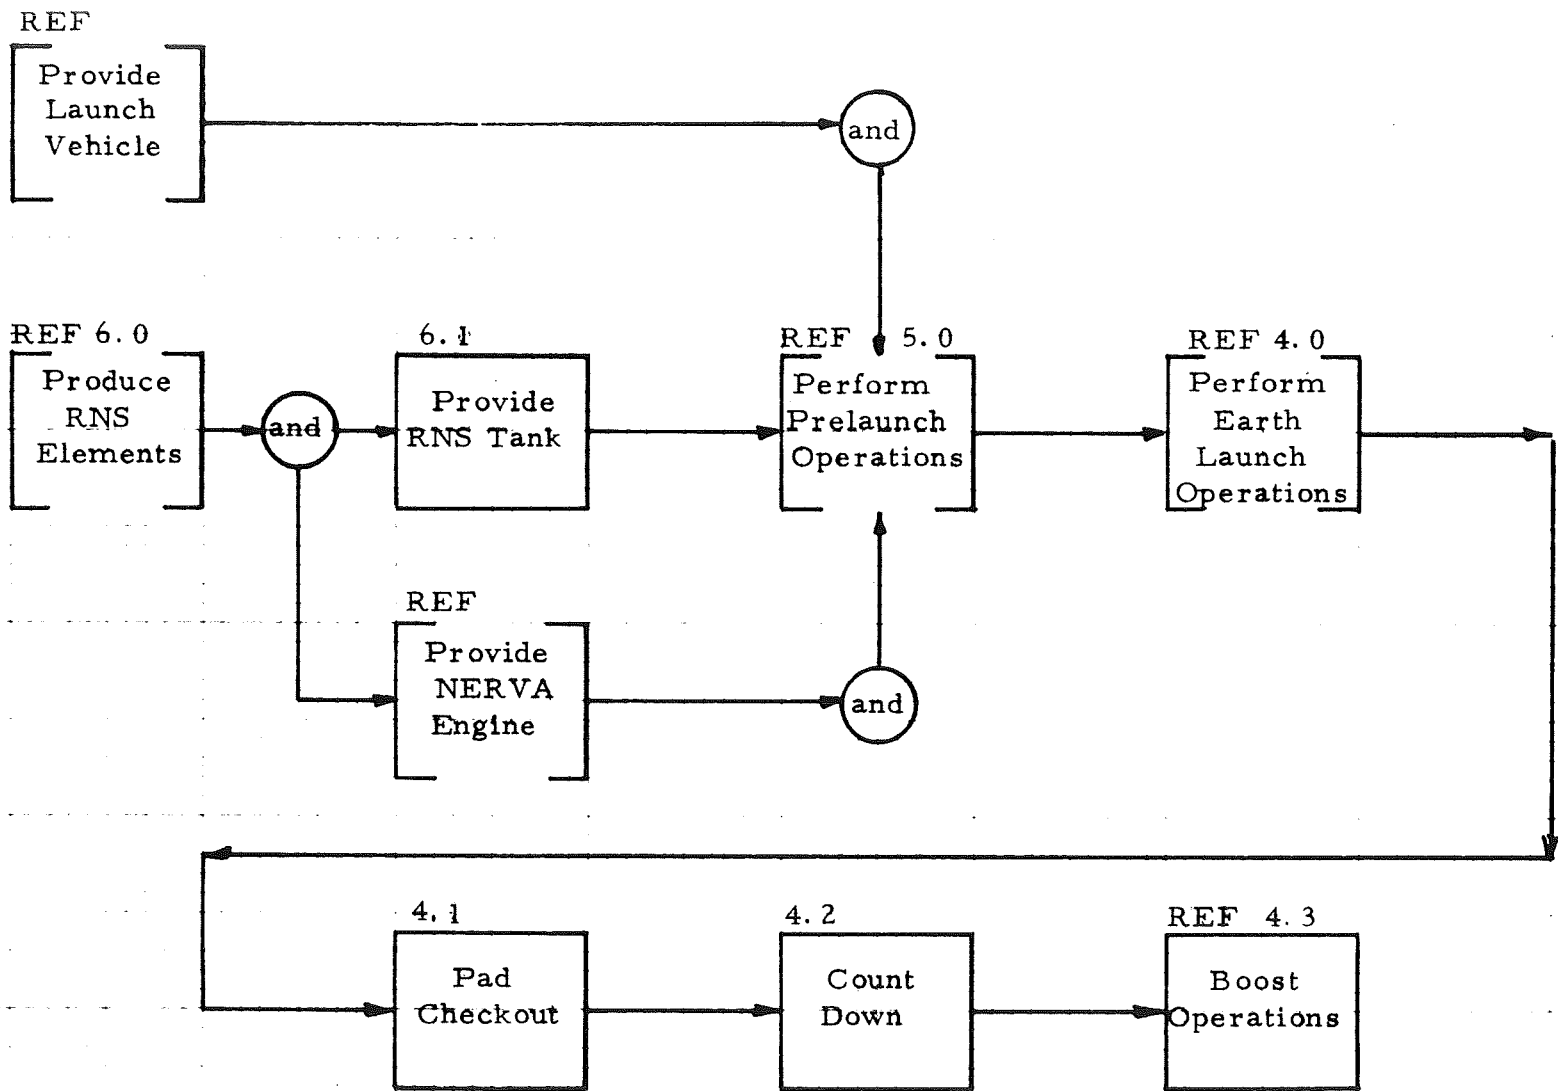 REF
Provide
Launch
Vehicle
and
REF 6.0
Produce
RNS
Elements
and
6.1
Provide
RNS Tank
REF 5.0
Perform
Prelaunch
Operations
REF 4.0
Perform
Earth
Launch
Operations
REF
Provide
NERVA
Engine
and
4.1
Pad
Checkout
4.2
Count
Down
REF 4.3
Boost
Operations